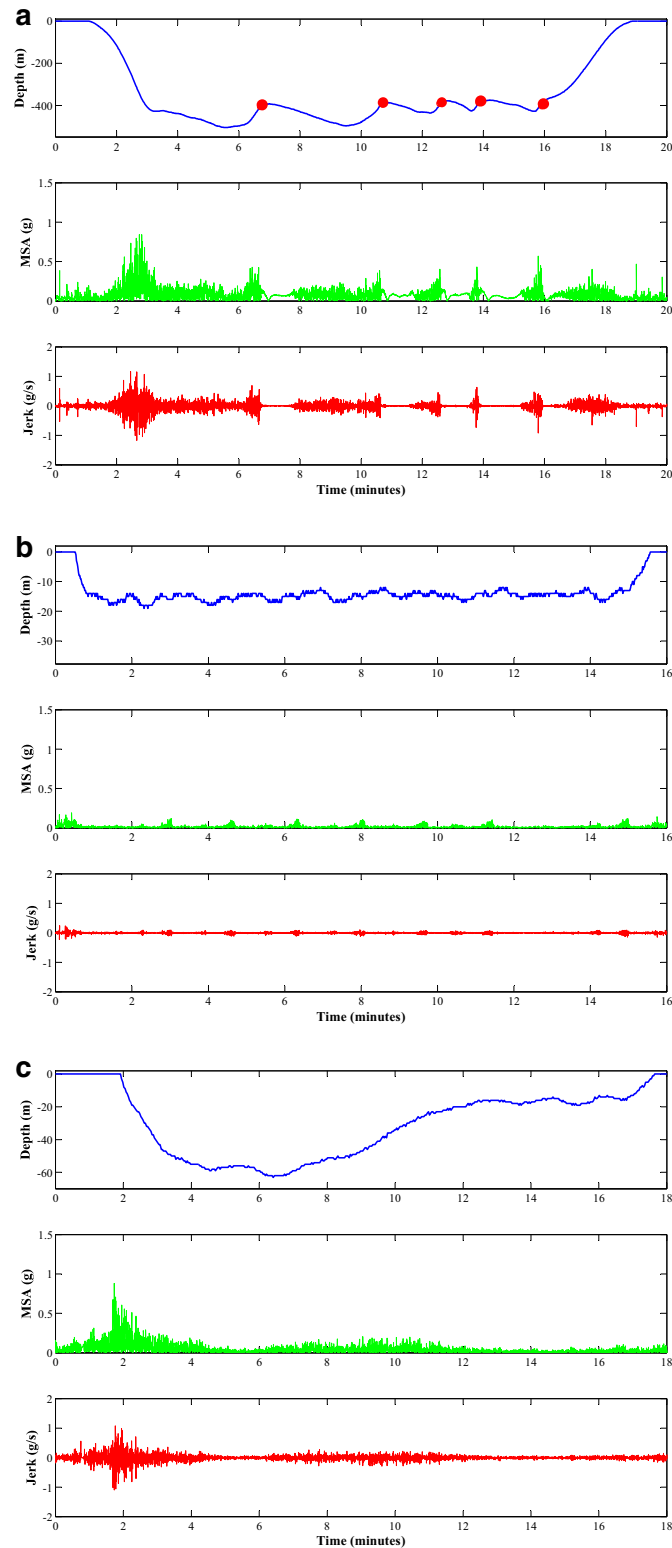 a
Depth (m)
0
-200
-400
0 2 4 6 8 10 12 14 16 18 20
MSA (g)
1.5
1
0.5
0
0 2 4 6 8 10 12 14 16 18 20
Jerk (g/s)
2
1
0
-1
-2
0 2 4 6 8 10 12 14 16 18 20
Time (minutes)
b
Depth (m)
0
-10
-20
-30
0 2 4 6 8 10 12 14 16
MSA (g)
1.5
1
0.5
0
0 2 4 6 8 10 12 14 16
Jerk (g/s)
2
1
0
-1
-2
0 2 4 6 8 10 12 14 16
Time (minutes)
c
Depth (m)
0
-20
-40
-60
0 2 4 6 8 10 12 14 16 18
MSA (g)
1.5
1
0.5
0
0 2 4 6 8 10 12 14 16 18
Jerk (g/s)
2
1
0
-1
-2
0 2 4 6 8 10 12 14 16 18
Time (minutes)